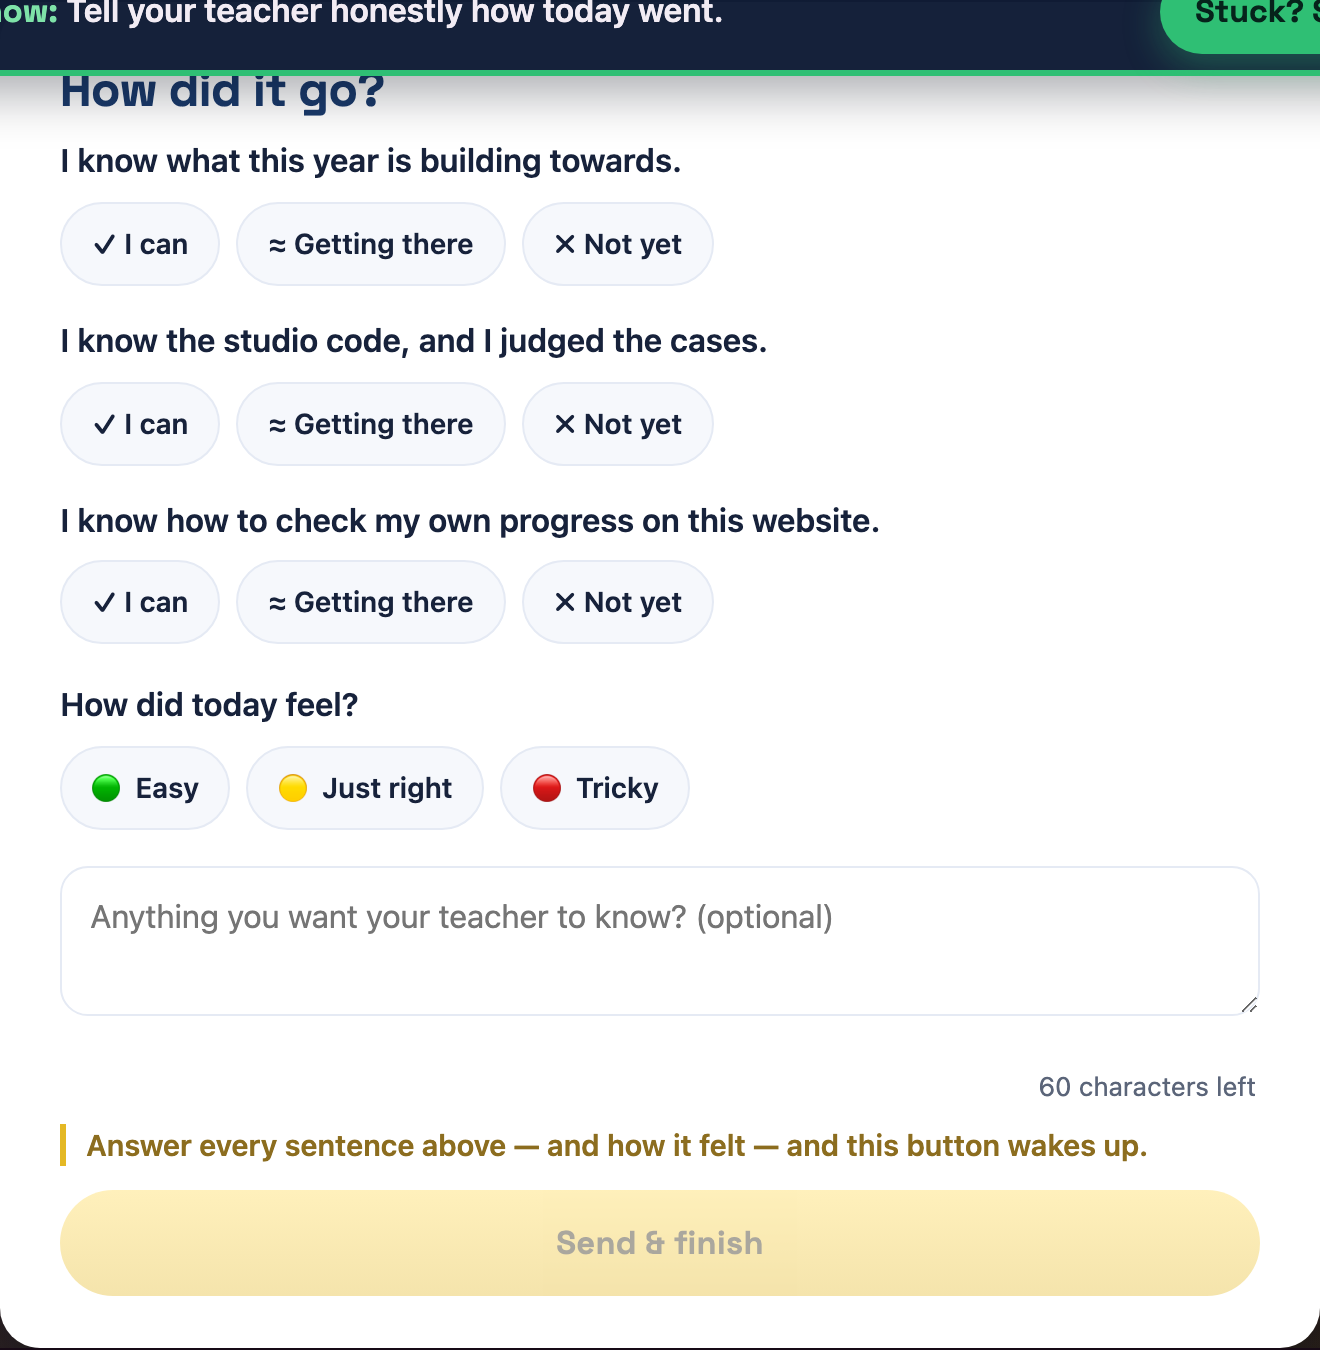 now: Tell your teacher honestly how today went.
Stuck? S
How did it go?
I know what this year is building towards.
✓ I can
≈ Getting there
✕ Not yet
I know the studio code, and I judged the cases.
✓ I can
≈ Getting there
✕ Not yet
I know how to check my own progress on this website.
✓ I can
≈ Getting there
✕ Not yet
How did today feel?
Easy
Just right
Tricky
Anything you want your teacher to know? (optional)
60 characters left
Answer every sentence above — and how it felt — and this button wakes up.
Send & finish